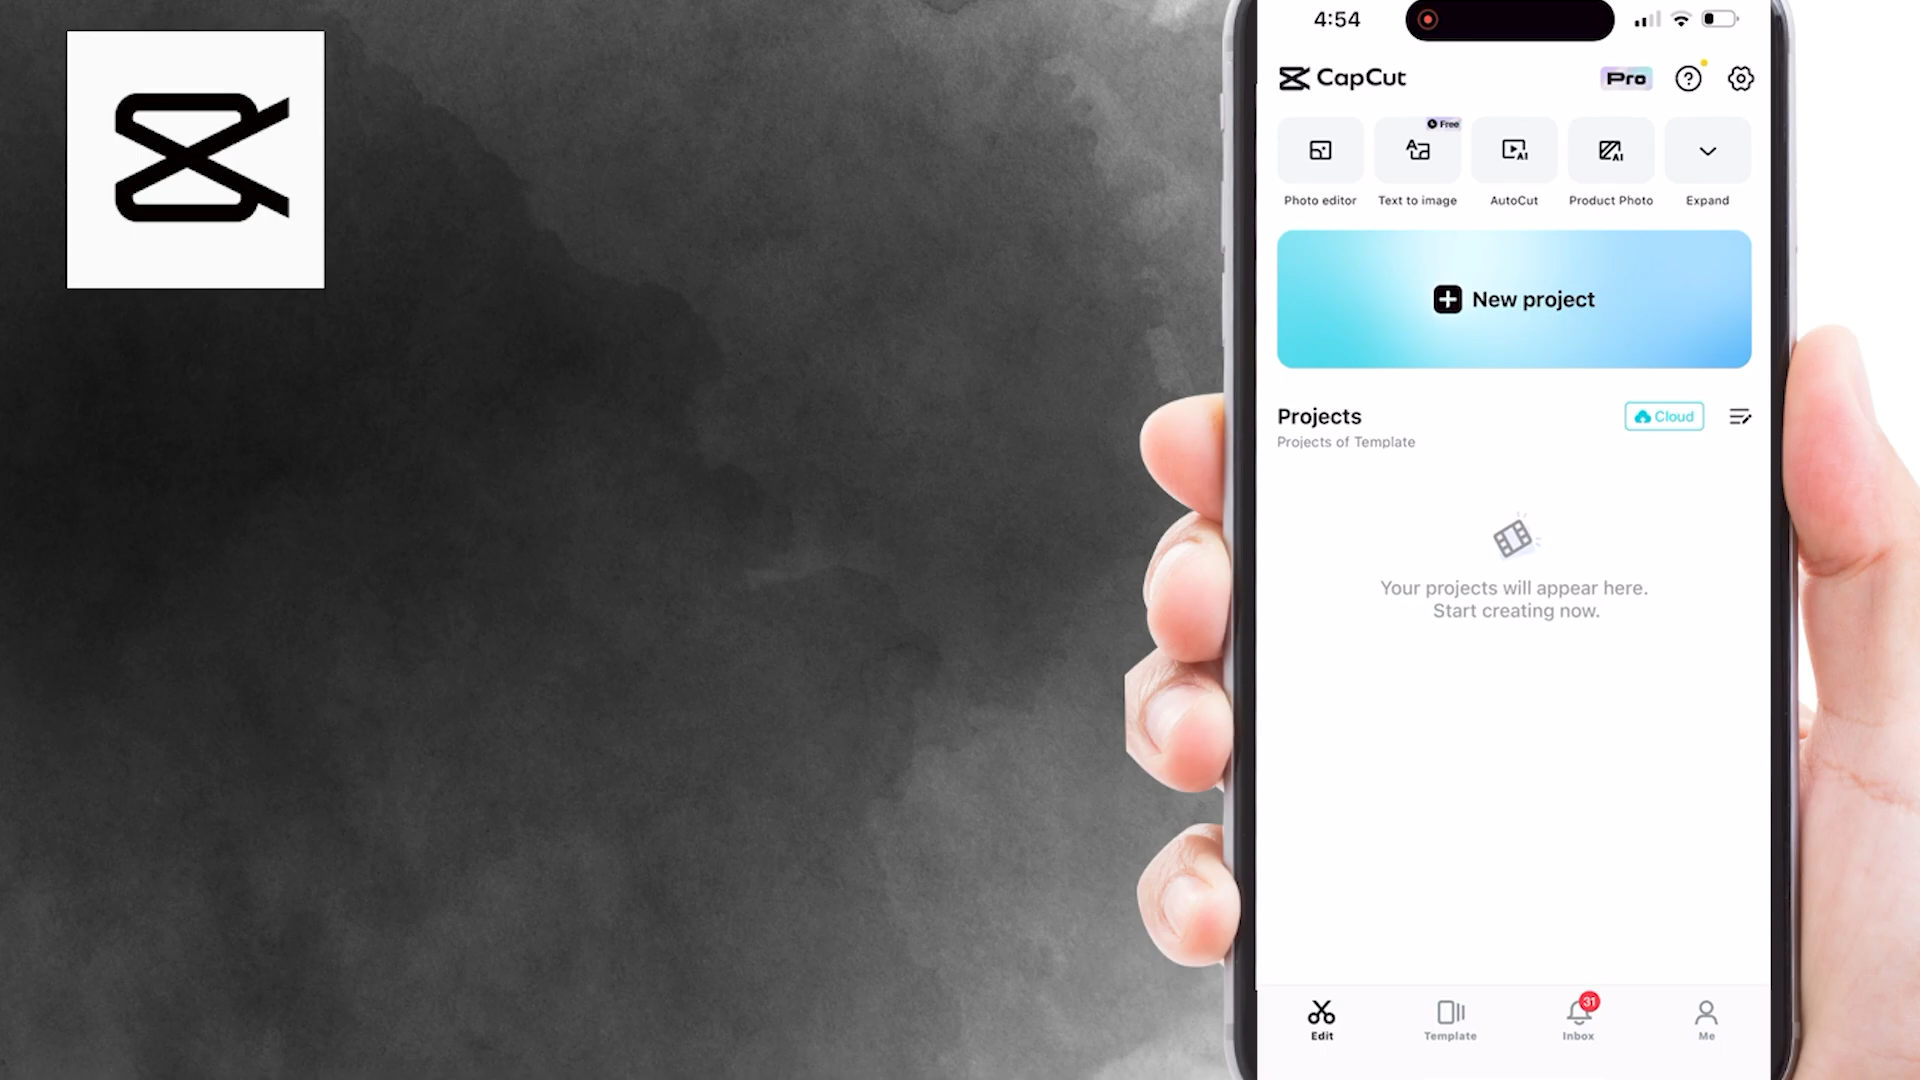 4:54
CapCut
Pro
Free
Photo editor
Text to image
AutoCut
Product Photo
Expand
New project
Projects
Cloud
Projects of Template
Your projects will appear here.
Start creating now.
31
Edit
Template
Inbox
Me